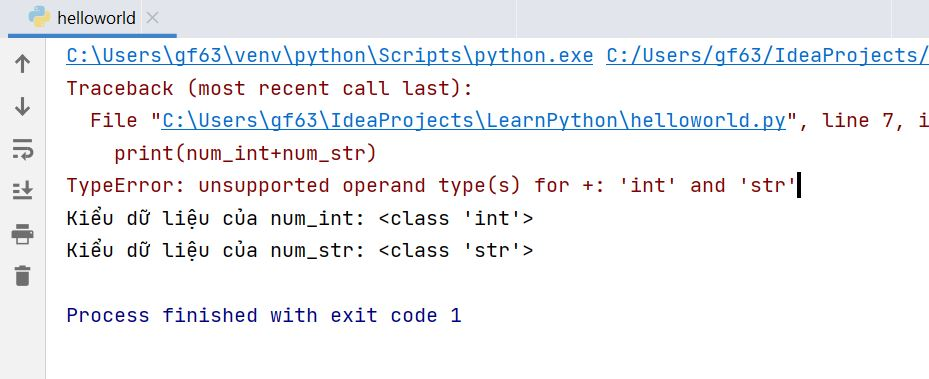 helloworld
C:\Users\gf63\venv\python\Scripts\python.exe C:/Users/gf63/IdeaProjects/
Traceback (most recent call last):
File "C:\Users\gf63\IdeaProjects\LearnPython\helloworld.py", line 7, i
print(num_int+num_str)
TypeError: unsupported operand type(s) for +: 'int' and 'str'
Kiểu dữ liệu của num_int: <class 'int'>
Kiểu dữ liệu của num_str: <class 'str'>
Process finished with exit code 1